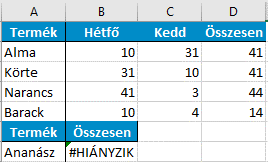 A B C D
Termék Hétfő Kedd Összesen
Alma 10 31 41
Körte 31 10 41
Narancs 41 3 44
Barack 10 4 14
Termék Összesen
Ananász #HIÁNYZIK